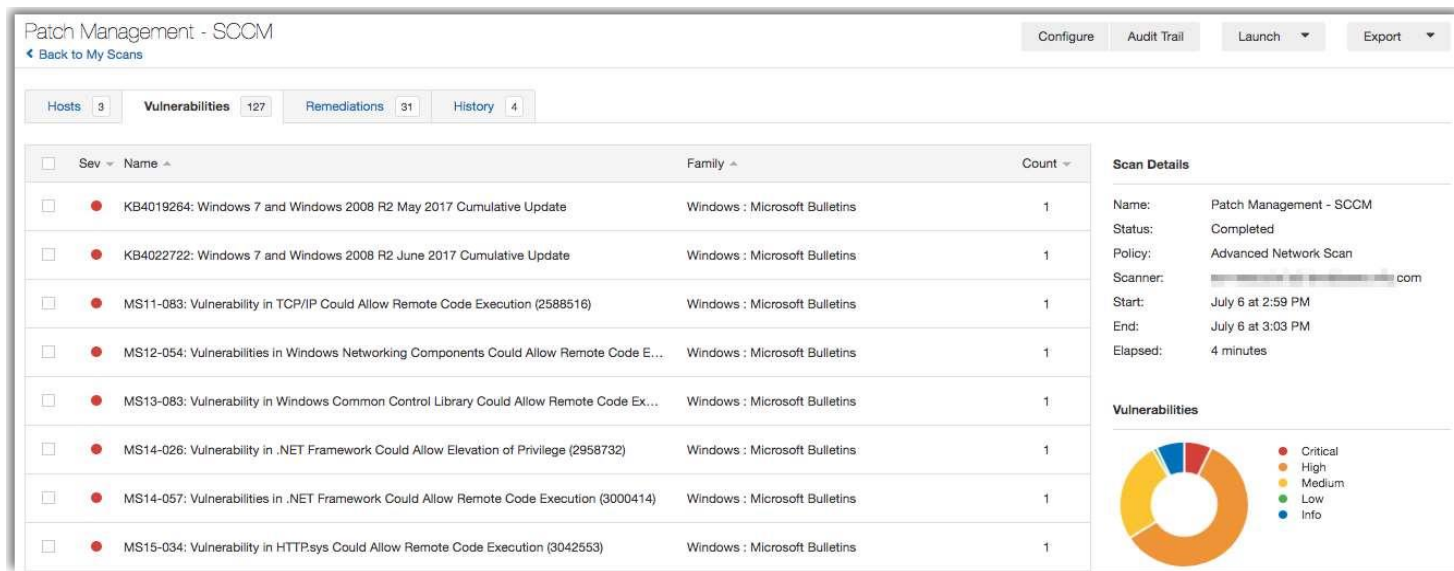 Patch Management - SCCM
Back to My Scans
Configure Audit Trail Launch Export
Hosts 3 Vulnerabilities 127 Remediations 31 History 4
Sev Name Family Count
KB4019264: Windows 7 and Windows 2008 R2 May 2017 Cumulative Update Windows : Microsoft Bulletins 1
KB4022722: Windows 7 and Windows 2008 R2 June 2017 Cumulative Update Windows : Microsoft Bulletins 1
MS11-083: Vulnerability in TCP/IP Could Allow Remote Code Execution (2588516) Windows : Microsoft Bulletins 1
MS12-054: Vulnerabilities in Windows Networking Components Could Allow Remote Code E... Windows : Microsoft Bulletins 1
MS13-083: Vulnerability in Windows Common Control Library Could Allow Remote Code Ex... Windows : Microsoft Bulletins 1
MS14-026: Vulnerability in .NET Framework Could Allow Elevation of Privilege (2958732) Windows : Microsoft Bulletins 1
MS14-057: Vulnerabilities in .NET Framework Could Allow Remote Code Execution (3000414) Windows : Microsoft Bulletins 1
MS15-034: Vulnerability in HTTP.sys Could Allow Remote Code Execution (3042553) Windows : Microsoft Bulletins 1
Scan Details
Name: Patch Management - SCCM
Status: Completed
Policy: Advanced Network Scan
Scanner: com
Start: July 6 at 2:59 PM
End: July 6 at 3:03 PM
Elapsed: 4 minutes
Vulnerabilities
Critical
High
Medium
Low
Info